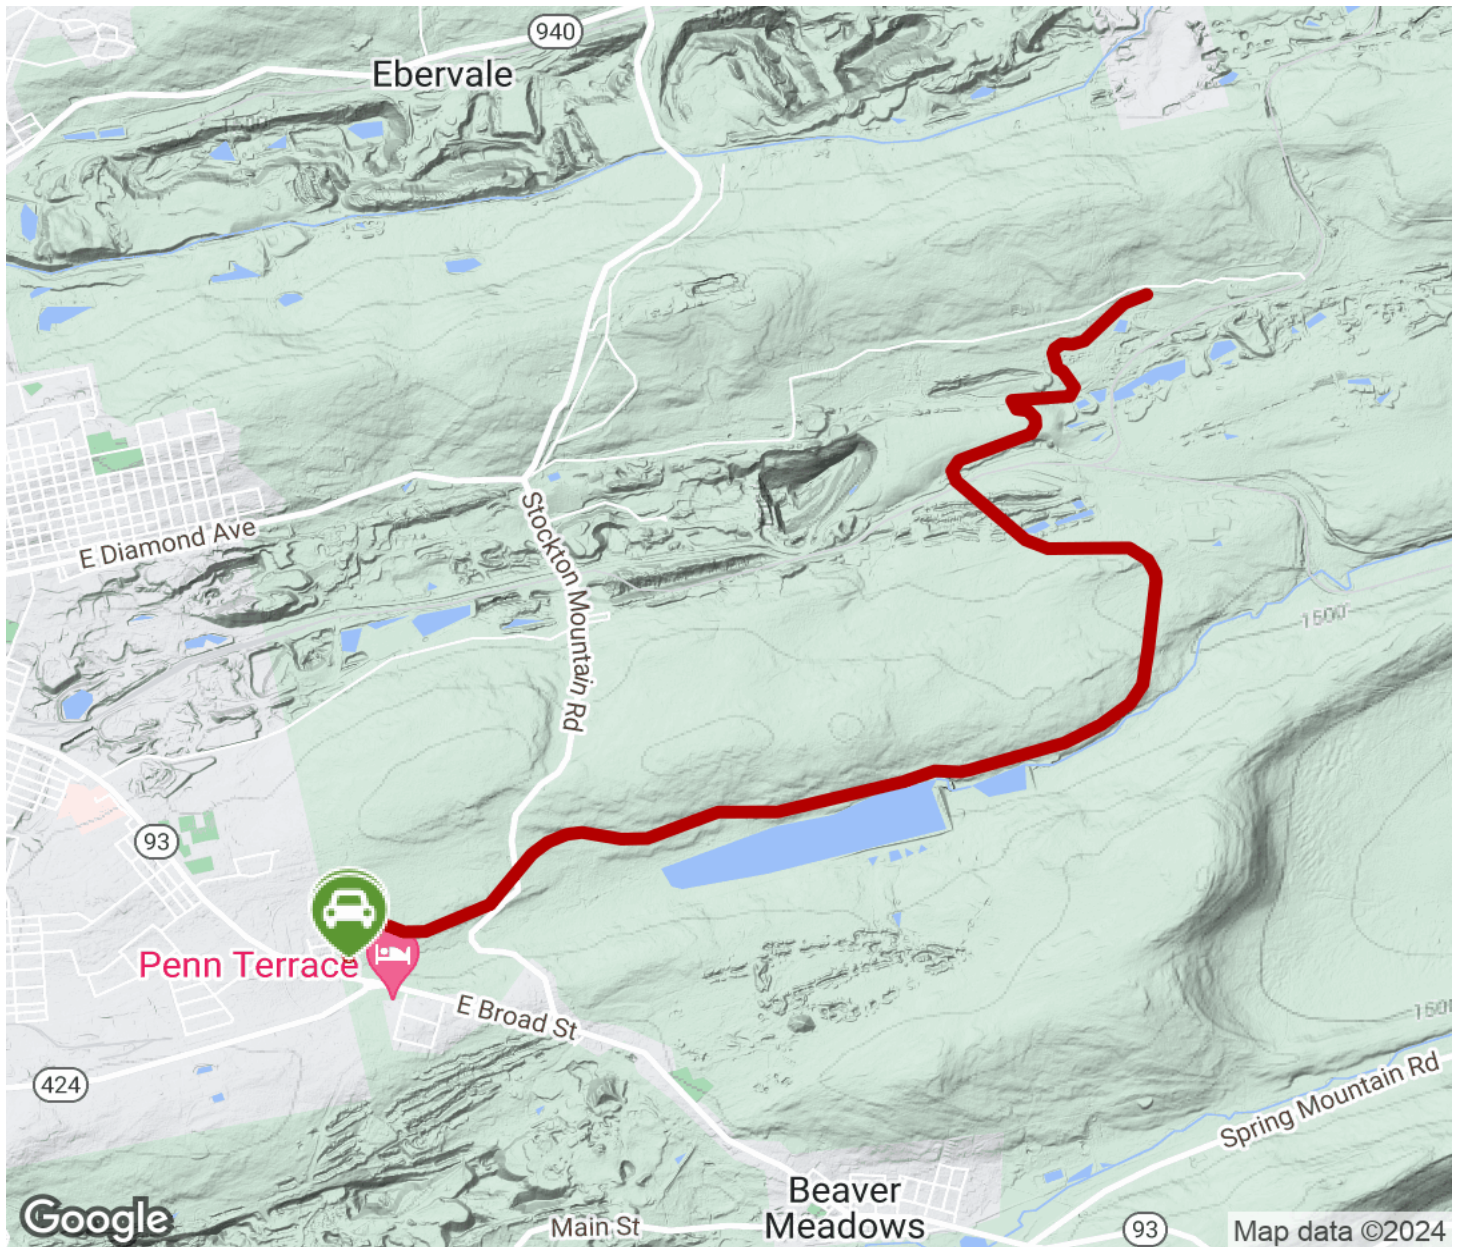 940
Ebervale
E Diamond Ave
Stockton Mountain Rd
1500
93
Penn Terrace
E Broad St
424
Spring Mountain Rd
Beaver
Meadows
Main St
93
Google
Map data ©2024